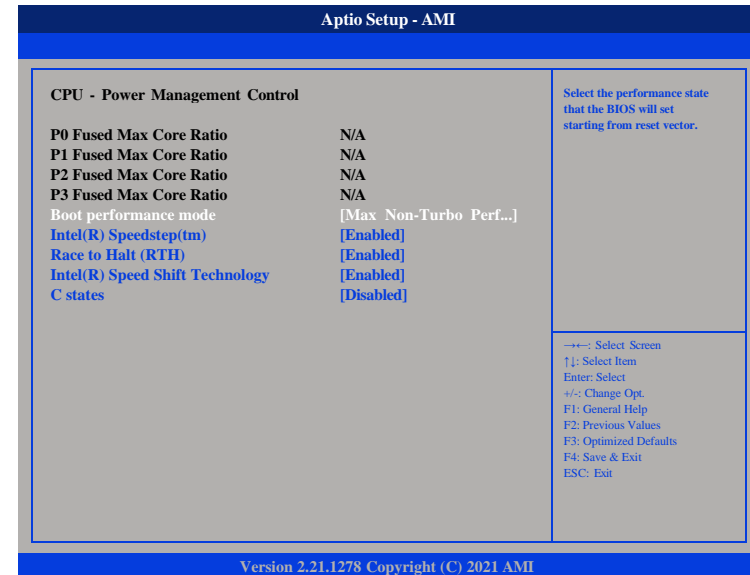 Aptio Setup - AMI
CPU - Power Management Control
P0 Fused Max Core Ratio N/A
P1 Fused Max Core Ratio N/A
P2 Fused Max Core Ratio N/A
P3 Fused Max Core Ratio N/A
Boot performance mode [Max Non-Turbo Perf...]
Intel(R) Speedstep(tm) [Enabled]
Race to Halt (RTH) [Enabled]
Intel(R) Speed Shift Technology [Enabled]
C states [Disabled]
Select the performance state
that the BIOS will set
starting from reset vector.
→←: Select Screen
↑↓: Select Item
Enter: Select
+/-: Change Opt.
F1: General Help
F2: Previous Values
F3: Optimized Defaults
F4: Save & Exit
ESC: Exit
Version 2.21.1278 Copyright (C) 2021 AMI